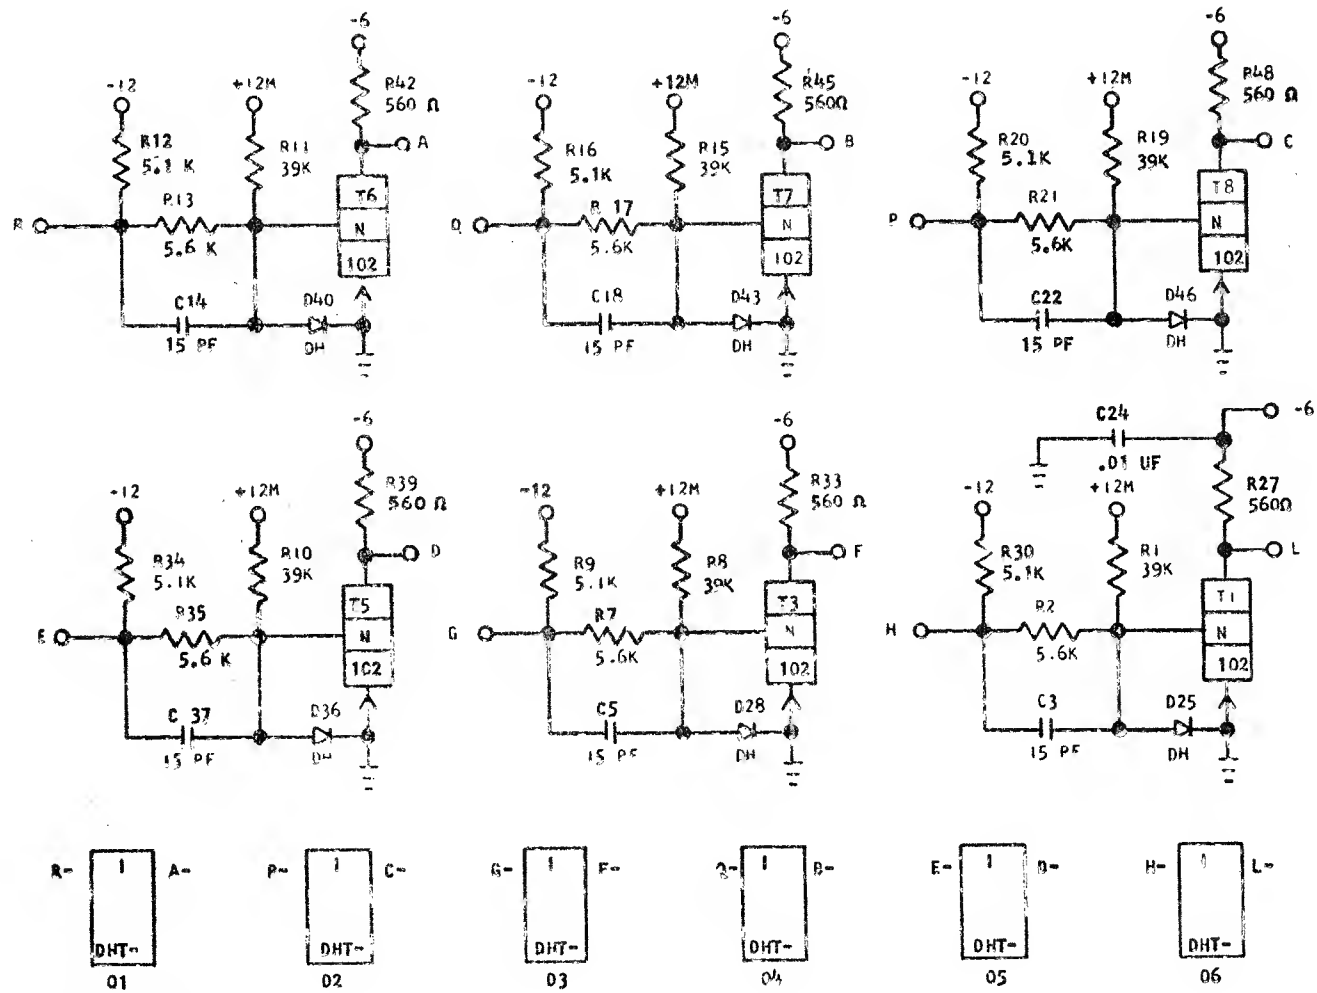 -6
-12
+12M
R42
560 Ω
A
R12
5.1 K
R11
39K
R13
5.6 K
R
T6
N
102
C14
15 PF
D40
DH
-6
-12
+12M
R45
560Ω
B
R16
5.1K
R15
39K
R 17
5.6K
Q
T7
N
102
C18
15 PF
D43
DH
-6
-12
+12M
R48
560 Ω
C
R20
5.1K
R19
39K
R21
5.6K
P
T8
N
102
C22
15 PF
D46
DH
-6
-12
+12M
R39
560 Ω
D
R34
5.1K
R10
39K
R35
5.6 K
E
T5
N
102
C 37
15 PF
D36
DH
-6
-12
+12M
R33
560 Ω
F
R9
5.1K
R8
39K
R7
5.6K
G
T3
N
102
C5
15 PF
D28
DH
C24
.01 UF
-6
-12
+12M
R27
560Ω
L
R30
5.1K
R1
39K
R2
5.6K
H
T1
N
102
C3
15 PF
D25
DH
R- I A-
DHT-
01
P- I C-
DHT-
02
G- I F-
DHT-
03
Q- I B-
DHT-
04
E- I D-
DHT-
05
H- I L-
DHT-
06